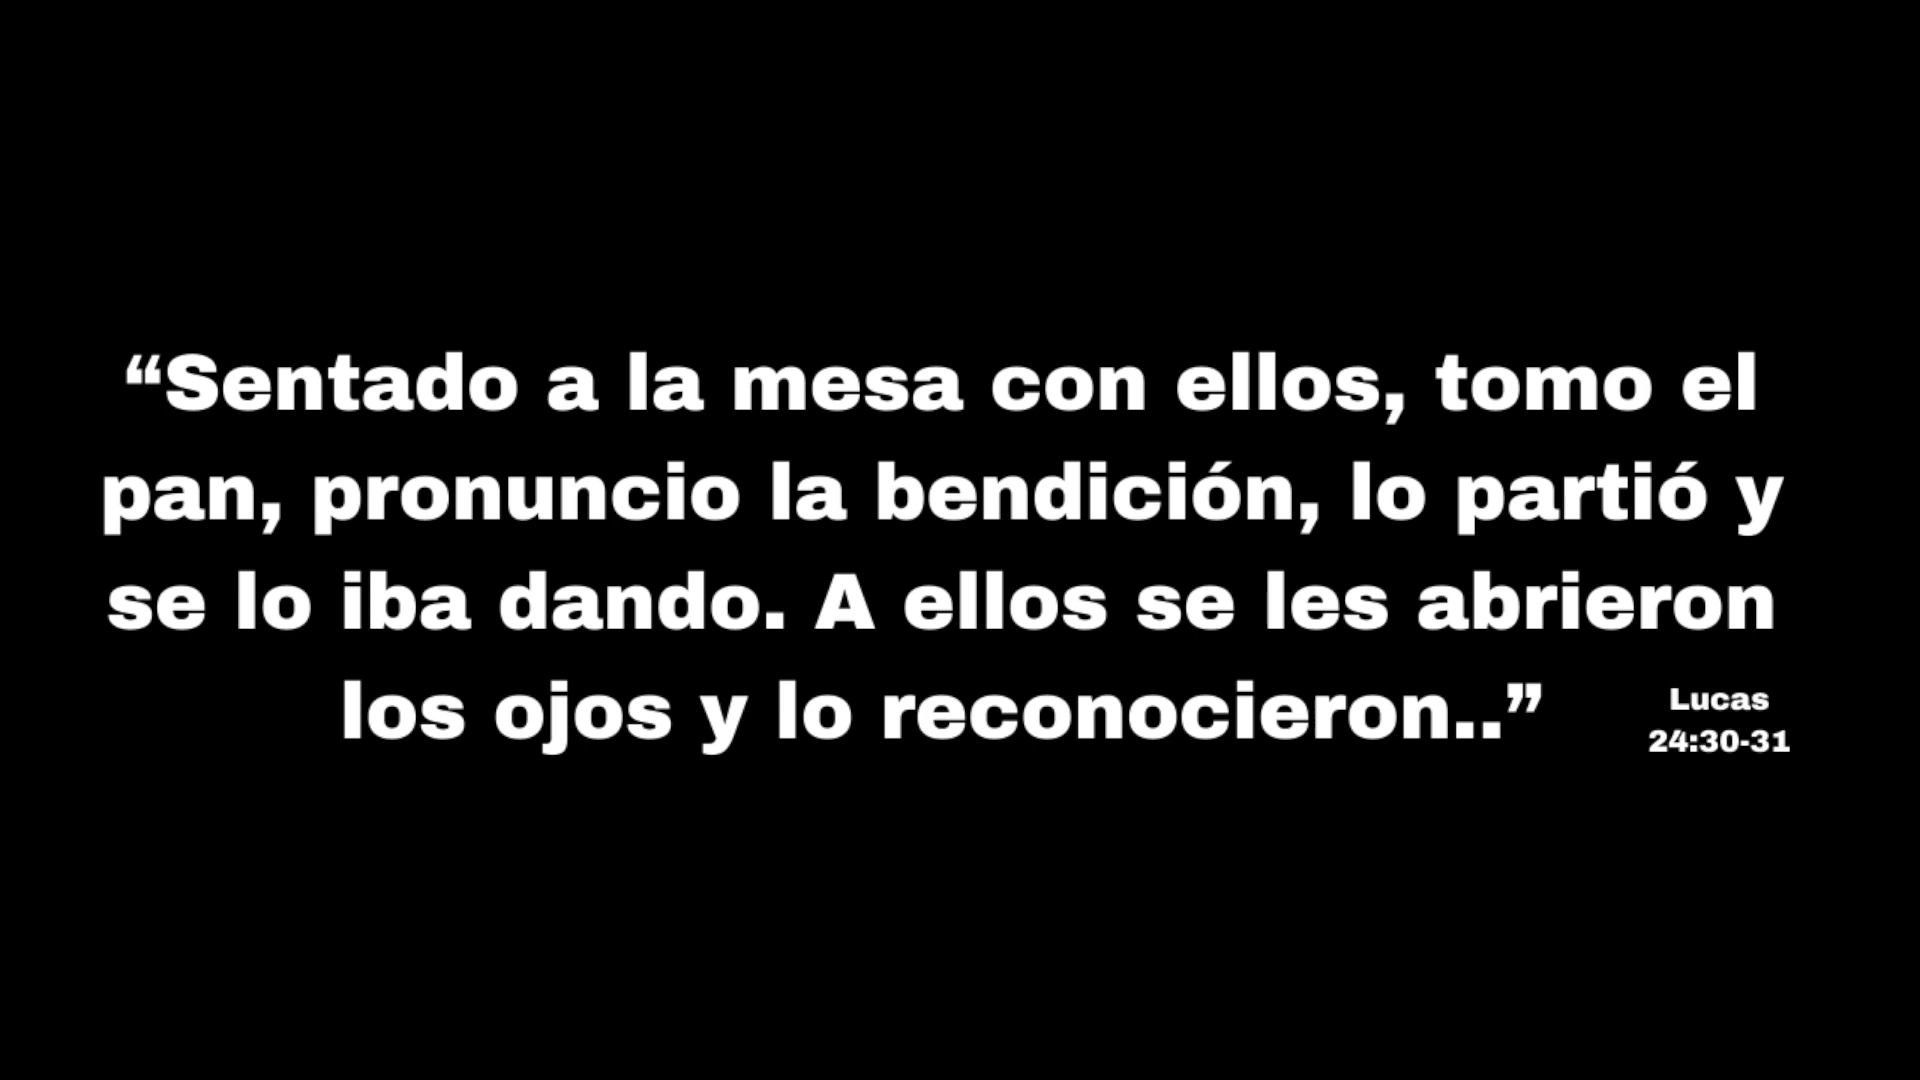 “Sentado a la mesa con ellos, tomo el
pan, pronuncio la bendición, lo partió y
se lo iba dando. A ellos se les abrieron
los ojos y lo reconocieron..”
Lucas
24:30-31